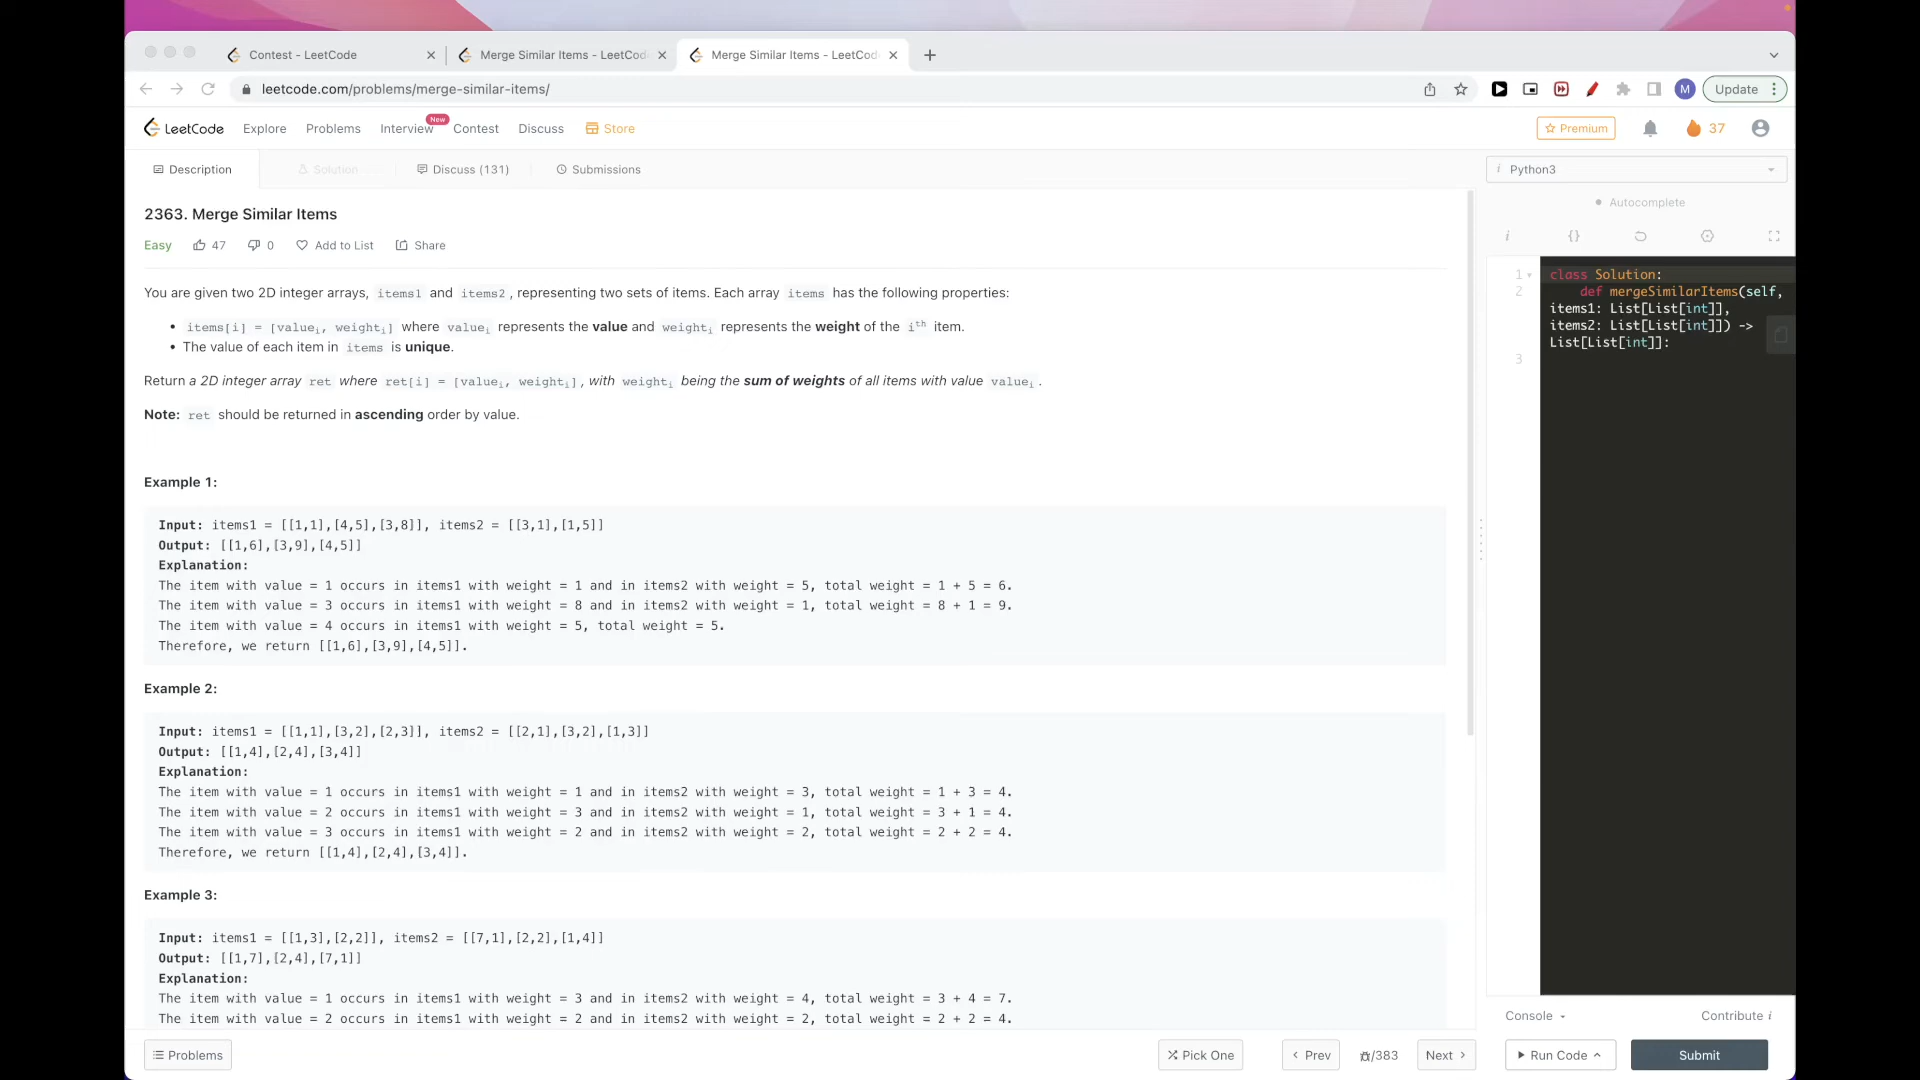 Contest - LeetCode
Merge Similar Items - LeetCod
Merge Similar Items - LeetCod
leetcode.com/problems/merge-similar-items/
M
Update
LeetCode
Explore
Problems
Interview
New
Contest
Discuss
Store
Premium
37
Description
Solution
Discuss (131)
Submissions
Python3
Autocomplete
2363. Merge Similar Items
Easy
47
0
Add to List
Share
You are given two 2D integer arrays, items1 and items2, representing two sets of items. Each array items has the following properties:
• items[i] = [valueᵢ, weightᵢ] where valueᵢ represents the value and weightᵢ represents the weight of the iᵗʰ item.
• The value of each item in items is unique.
Return a 2D integer array ret where ret[i] = [valueᵢ, weightᵢ], with weightᵢ being the sum of weights of all items with value valueᵢ.
Note: ret should be returned in ascending order by value.
Example 1:
Input: items1 = [[1,1],[4,5],[3,8]], items2 = [[3,1],[1,5]]
Output: [[1,6],[3,9],[4,5]]
Explanation:
The item with value = 1 occurs in items1 with weight = 1 and in items2 with weight = 5, total weight = 1 + 5 = 6.
The item with value = 3 occurs in items1 with weight = 8 and in items2 with weight = 1, total weight = 8 + 1 = 9.
The item with value = 4 occurs in items1 with weight = 5, total weight = 5.
Therefore, we return [[1,6],[3,9],[4,5]].
Example 2:
Input: items1 = [[1,1],[3,2],[2,3]], items2 = [[2,1],[3,2],[1,3]]
Output: [[1,4],[2,4],[3,4]]
Explanation:
The item with value = 1 occurs in items1 with weight = 1 and in items2 with weight = 3, total weight = 1 + 3 = 4.
The item with value = 2 occurs in items1 with weight = 3 and in items2 with weight = 1, total weight = 3 + 1 = 4.
The item with value = 3 occurs in items1 with weight = 2 and in items2 with weight = 2, total weight = 2 + 2 = 4.
Therefore, we return [[1,4],[2,4],[3,4]].
Example 3:
Input: items1 = [[1,3],[2,2]], items2 = [[7,1],[2,2],[1,4]]
Output: [[1,7],[2,4],[7,1]]
Explanation:
The item with value = 1 occurs in items1 with weight = 3 and in items2 with weight = 4, total weight = 3 + 4 = 7.
The item with value = 2 occurs in items1 with weight = 2 and in items2 with weight = 2, total weight = 2 + 2 = 4.
i
{}
1 class Solution:
2 def mergeSimilarItems(self,
items1: List[List[int]],
items2: List[List[int]]) ->
List[List[int]]:
3
Console
Contribute i
Problems
Pick One
Prev
/383
Next
Run Code
Submit